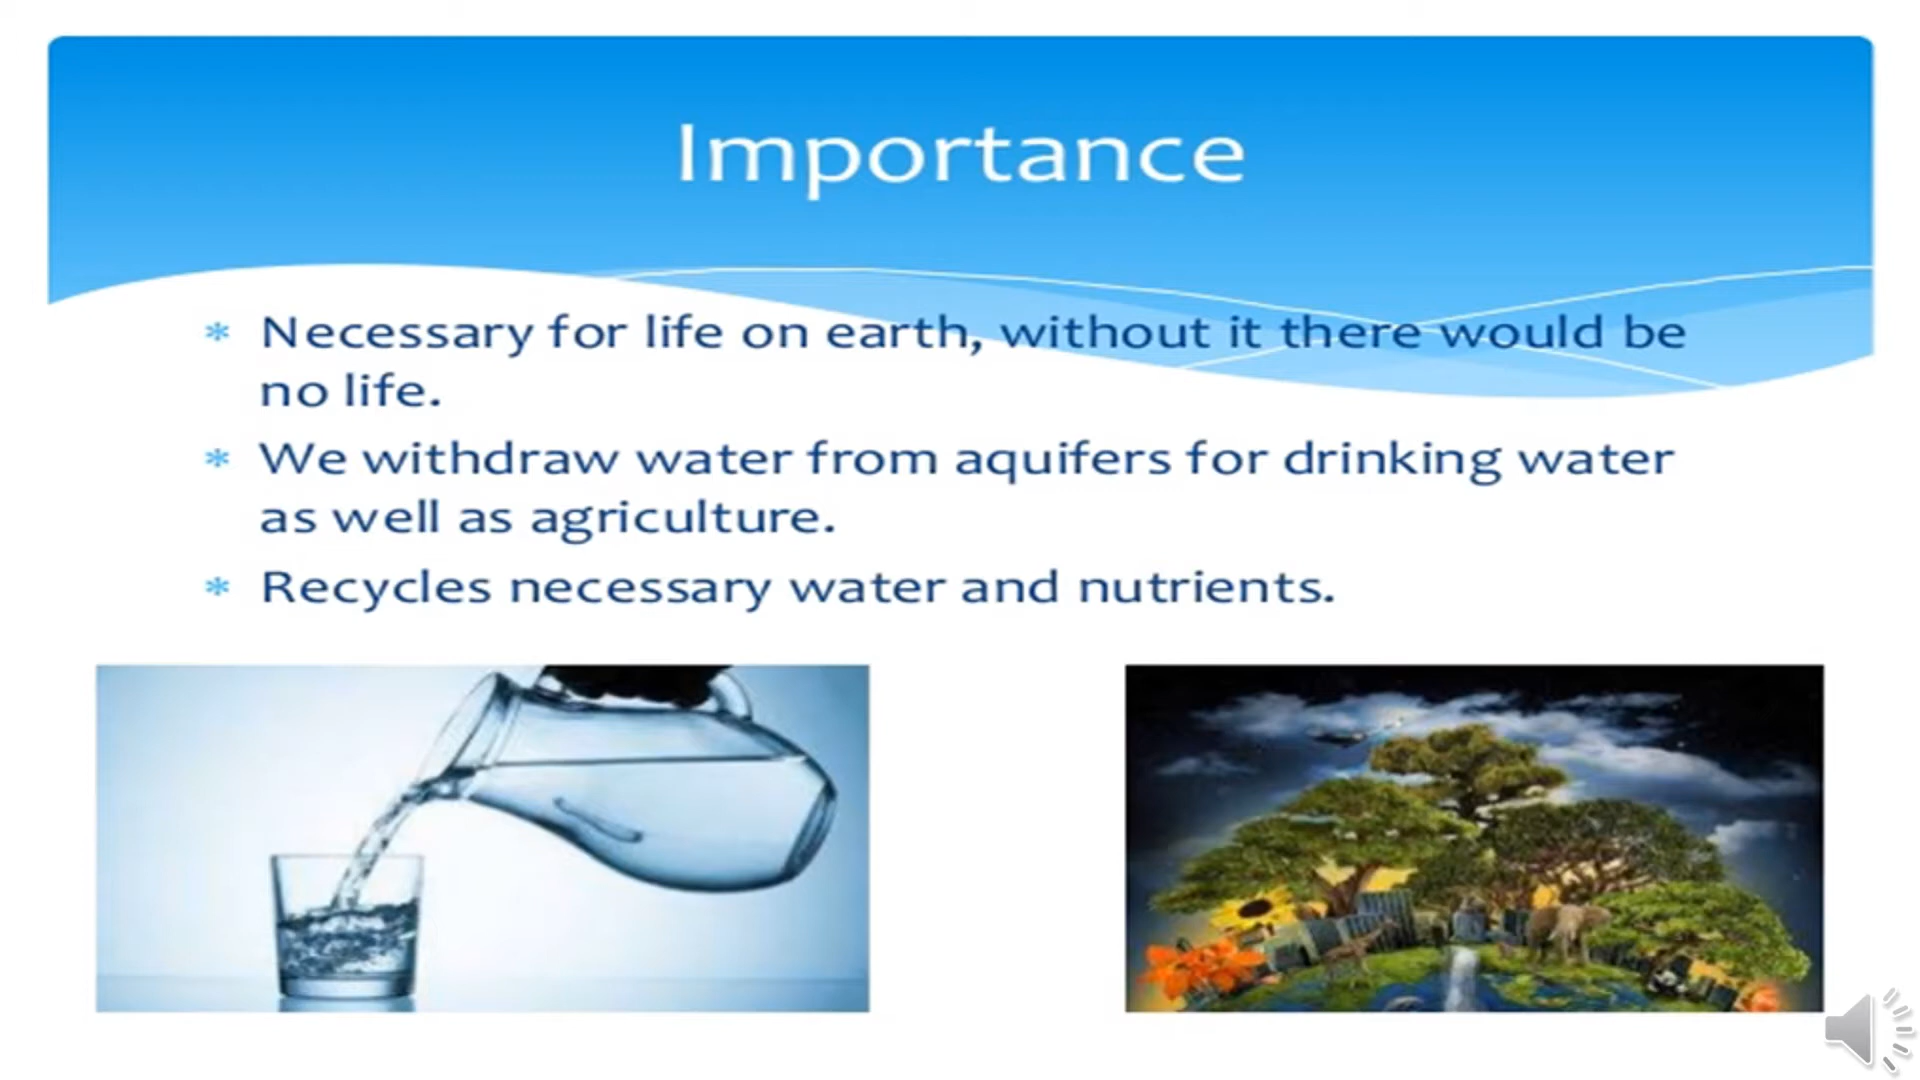 Importance
* Necessary for life on earth, without it there would be
no life.
* We withdraw water from aquifers for drinking water
as well as agriculture.
* Recycles necessary water and nutrients.